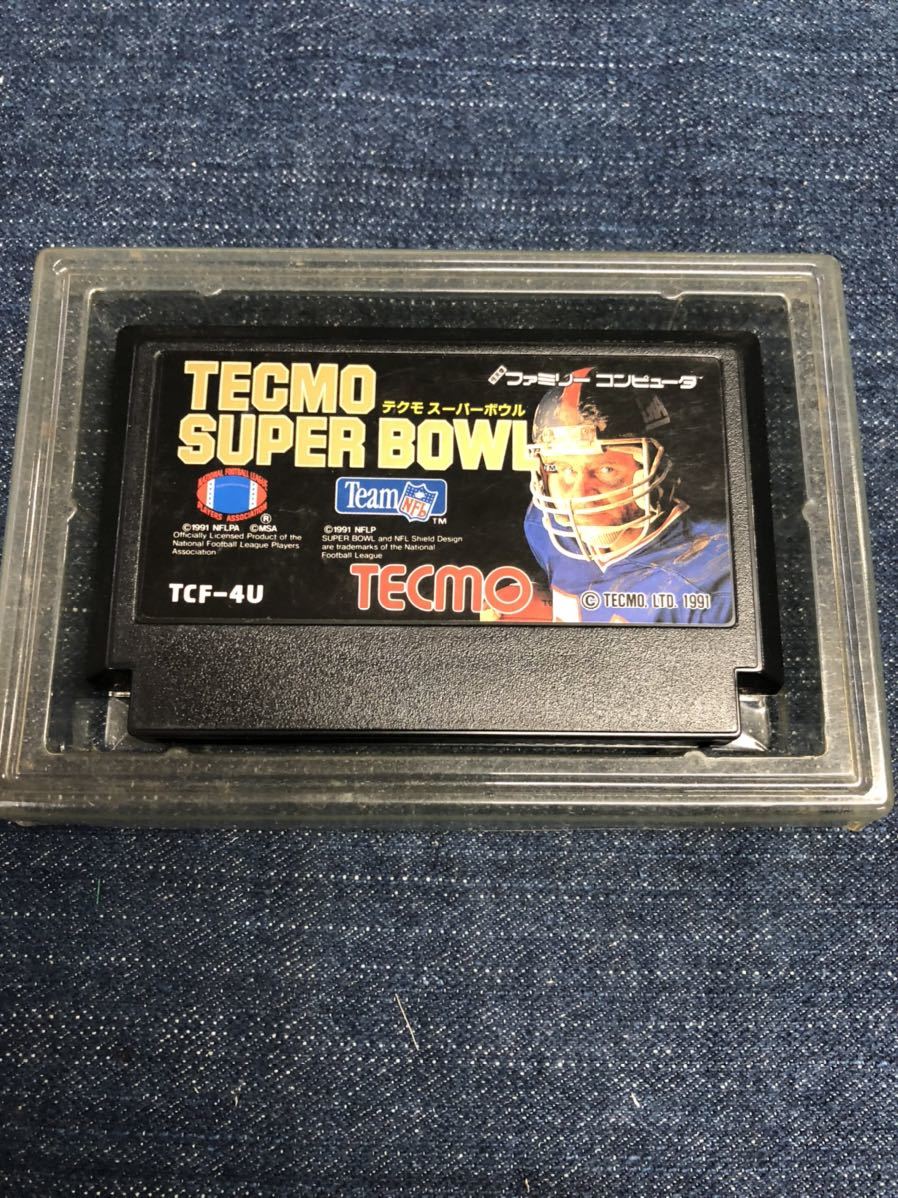 TECMO
SUPER BOWL
テクモ スーパーボウル
ファミリー コンピュータ
NATIONAL FOOTBALL LEAGUE
PLAYERS ASSOCIATION
®
Team NFL
TM
©1991 NFLPA ©MSA
Officially Licensed Product of the
National Football League Players
Association
©1991 NFLP
SUPER BOWL and NFL Shield Design
are trademarks of the National
Football League
TCF-4U
TECMO
© TECMO, LTD. 1991